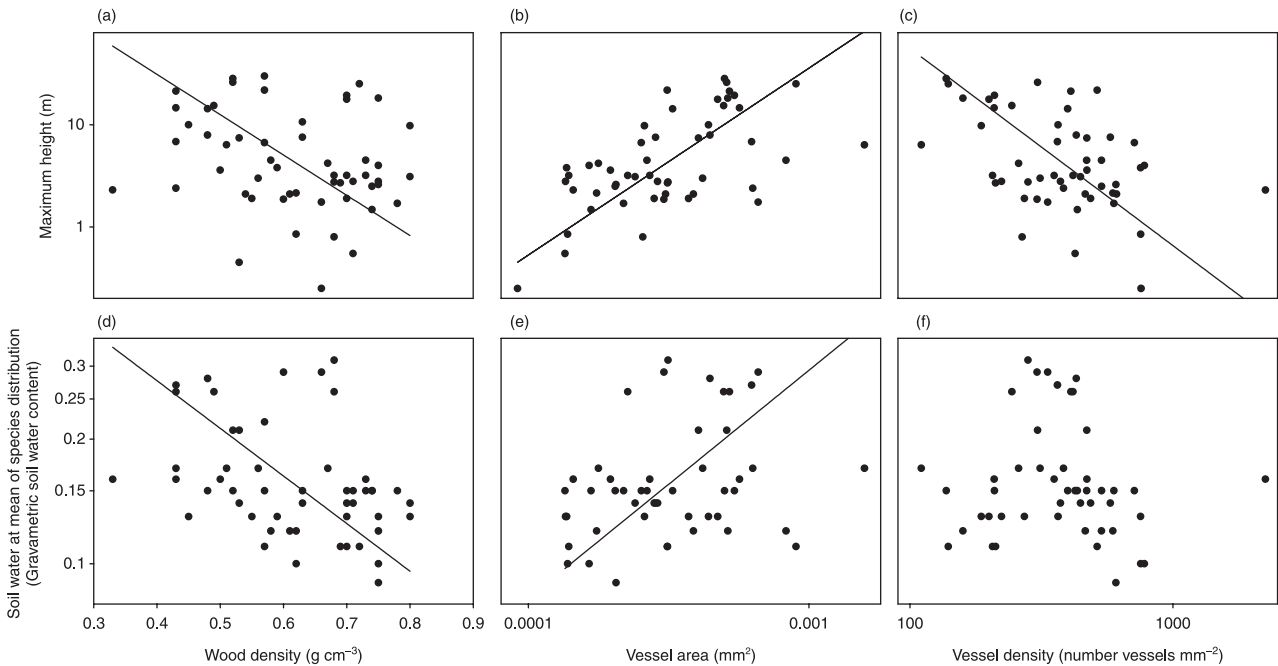 (a)
(b)
(c)
Maximum height (m)
10
1
(d)
(e)
(f)
Soil water at mean of species distribution
(Gravametric soil water content)
0.3
0.25
0.2
0.15
0.1
0.3 0.4 0.5 0.6 0.7 0.8 0.9
0.0001 0.001
100 1000
Wood density (g cm⁻³)
Vessel area (mm²)
Vessel density (number vessels mm⁻²)